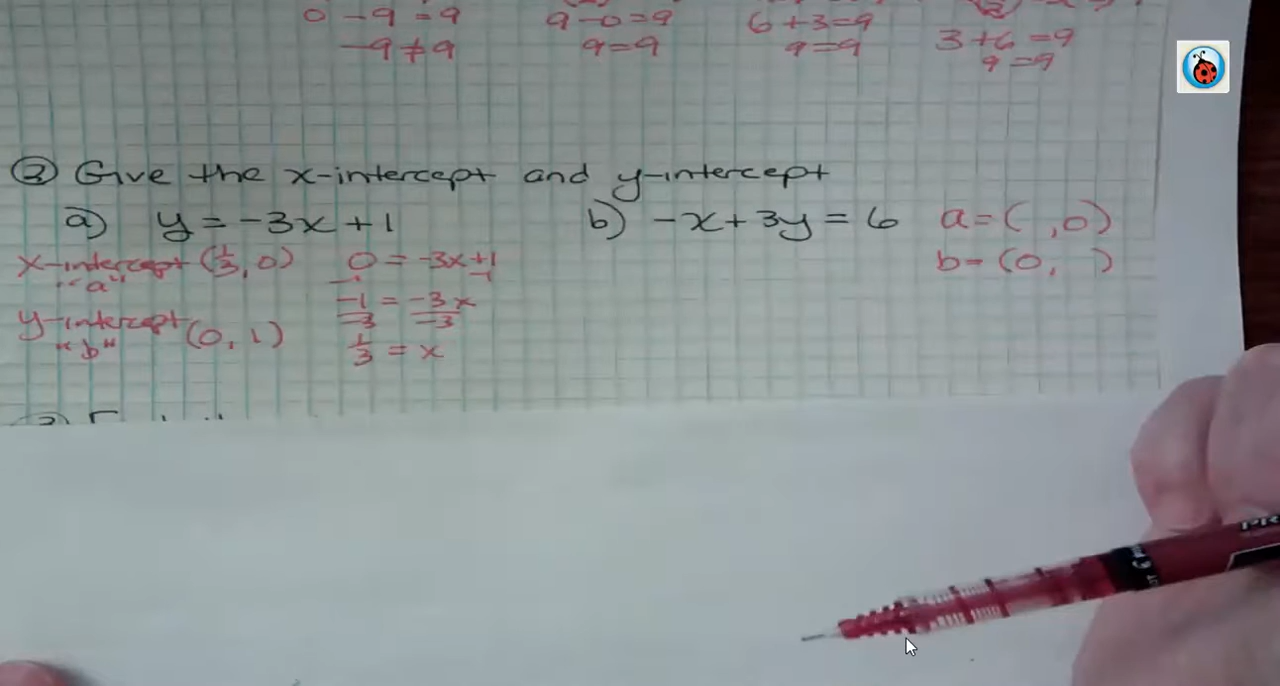 0 - 9 = 9 9 - 0 = 9 6 + 3 = 9
-9 ≠ 9 9 = 9 9 = 9 3 + 6 = 9
9 = 9
② Give the x-intercept and y-intercept
a) y = -3x + 1 b) -x + 3y = 6 a = ( , 0)
x-intercept (1/3, 0) 0 = -3x + 1 b = (0, )
"a" -1 -1
-1/-3 = -3x/-3
y-intercept (0, 1)
"b" 1/3 = x